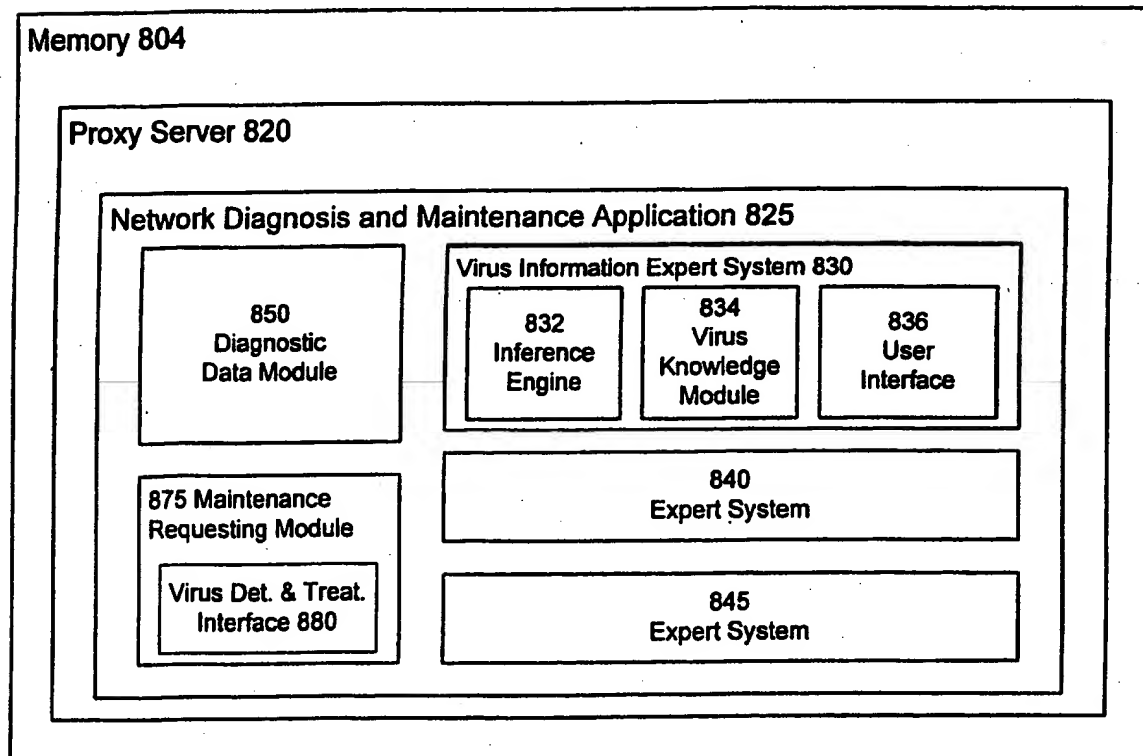 Memory 804
Proxy Server 820
Network Diagnosis and Maintenance Application 825
850
Diagnostic
Data Module
Virus Information Expert System 830
832
Inference
Engine
834
Virus
Knowledge
Module
836
User
Interface
875 Maintenance
Requesting Module
Virus Det. & Treat.
Interface 880
840
Expert System
845
Expert System